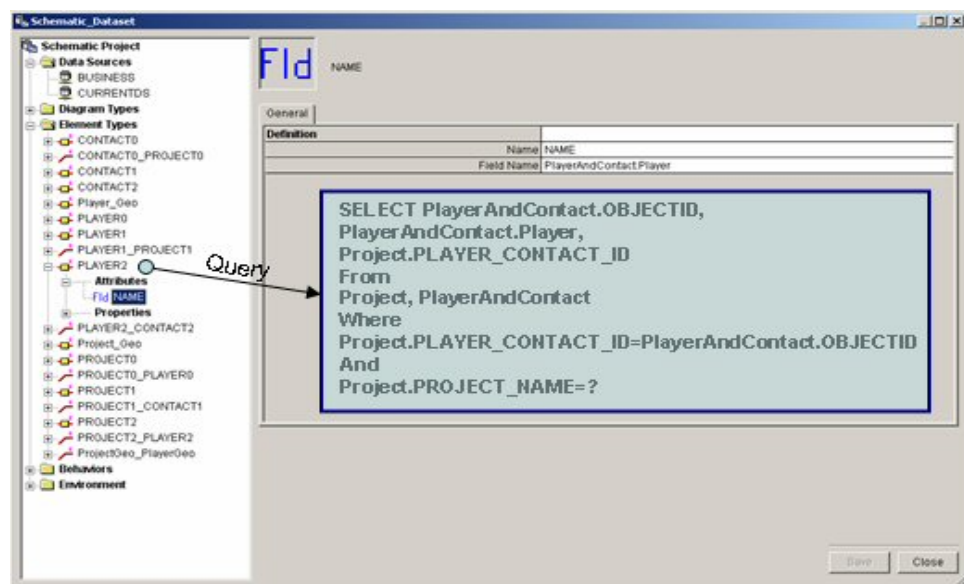 Schematic_Dataset
Schematic Project
Data Sources
BUSINESS
CURRENTDS
Diagram Types
Element Types
CONTACT0
CONTACT0_PROJECT0
CONTACT1
CONTACT2
Player_Geo
PLAYER0
PLAYER1
PLAYER1_PROJECT1
PLAYER2
Attributes
Fld NAME
Properties
PLAYER2_CONTACT2
Project_Geo
PROJECT0
PROJECT0_PLAYER0
PROJECT1
PROJECT1_CONTACT1
PROJECT2
PROJECT2_PLAYER2
ProjectGeo_PlayerGeo
Behaviors
Environment
Query
Fld NAME
General
Definition
Name NAME
Field Name PlayerAndContact.Player
SELECT PlayerAndContact.OBJECTID,
PlayerAndContact.Player,
Project.PLAYER_CONTACT_ID
From
Project, PlayerAndContact
Where
Project.PLAYER_CONTACT_ID=PlayerAndContact.OBJECTID
And
Project.PROJECT_NAME=?
Save Close